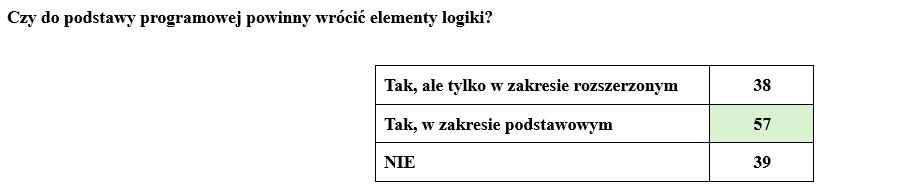 Czy do podstawy programowej powinny wrócić elementy logiki?
Tak, ale tylko w zakresie rozszerzonym 38
Tak, w zakresie podstawowym 57
NIE 39